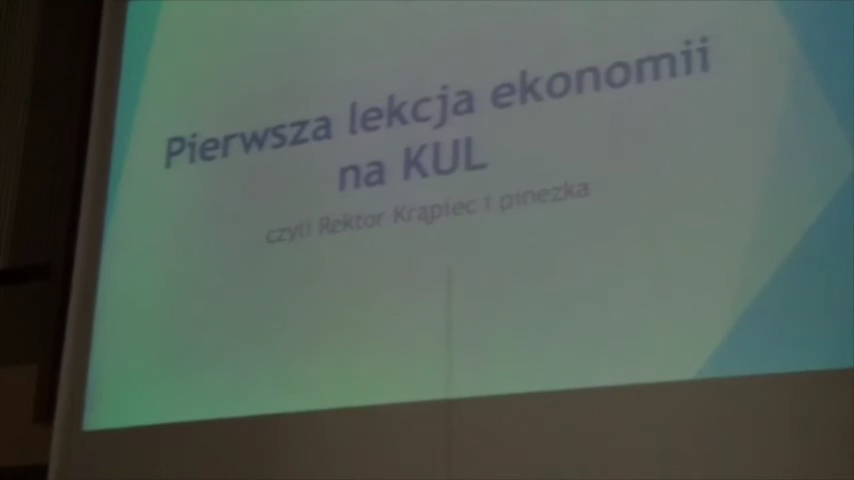 Pierwsza lekcja ekonomii
na KUL
czyli Rektor Krąpiec i pinezka